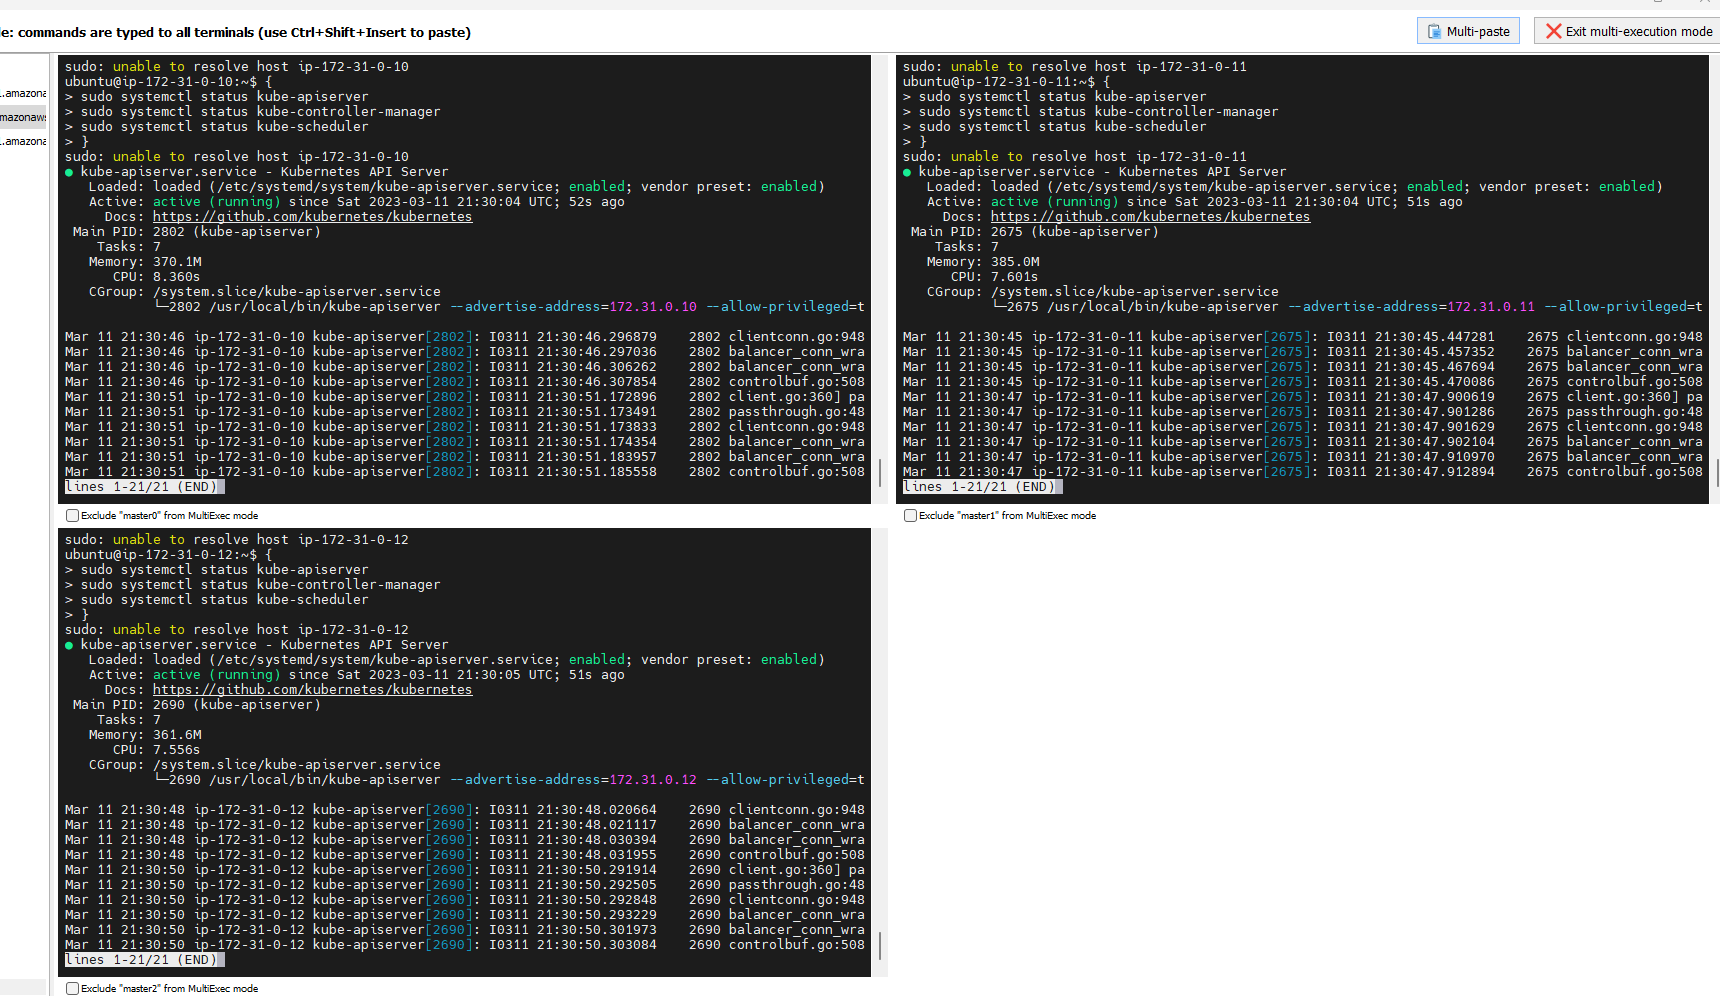 le: commands are typed to all terminals (use Ctrl+Shift+Insert to paste)
Multi-paste
Exit multi-execution mode
.amazona
mazonaws
.amazona
sudo: unable to resolve host ip-172-31-0-10
ubuntu@ip-172-31-0-10:~$ {
> sudo systemctl status kube-apiserver
> sudo systemctl status kube-controller-manager
> sudo systemctl status kube-scheduler
> }
sudo: unable to resolve host ip-172-31-0-10
● kube-apiserver.service - Kubernetes API Server
Loaded: loaded (/etc/systemd/system/kube-apiserver.service; enabled; vendor preset: enabled)
Active: active (running) since Sat 2023-03-11 21:30:04 UTC; 52s ago
Docs: https://github.com/kubernetes/kubernetes
Main PID: 2802 (kube-apiserver)
Tasks: 7
Memory: 370.1M
CPU: 8.360s
CGroup: /system.slice/kube-apiserver.service
└─2802 /usr/local/bin/kube-apiserver --advertise-address=172.31.0.10 --allow-privileged=t
Mar 11 21:30:46 ip-172-31-0-10 kube-apiserver[2802]: I0311 21:30:46.296879 2802 clientconn.go:948
Mar 11 21:30:46 ip-172-31-0-10 kube-apiserver[2802]: I0311 21:30:46.297036 2802 balancer_conn_wra
Mar 11 21:30:46 ip-172-31-0-10 kube-apiserver[2802]: I0311 21:30:46.306262 2802 balancer_conn_wra
Mar 11 21:30:46 ip-172-31-0-10 kube-apiserver[2802]: I0311 21:30:46.307854 2802 controlbuf.go:508
Mar 11 21:30:51 ip-172-31-0-10 kube-apiserver[2802]: I0311 21:30:51.172896 2802 client.go:360] pa
Mar 11 21:30:51 ip-172-31-0-10 kube-apiserver[2802]: I0311 21:30:51.173491 2802 passthrough.go:48
Mar 11 21:30:51 ip-172-31-0-10 kube-apiserver[2802]: I0311 21:30:51.173833 2802 clientconn.go:948
Mar 11 21:30:51 ip-172-31-0-10 kube-apiserver[2802]: I0311 21:30:51.174354 2802 balancer_conn_wra
Mar 11 21:30:51 ip-172-31-0-10 kube-apiserver[2802]: I0311 21:30:51.183957 2802 balancer_conn_wra
Mar 11 21:30:51 ip-172-31-0-10 kube-apiserver[2802]: I0311 21:30:51.185558 2802 controlbuf.go:508
lines 1-21/21 (END)
Exclude "master0" from MultiExec mode
sudo: unable to resolve host ip-172-31-0-11
ubuntu@ip-172-31-0-11:~$ {
> sudo systemctl status kube-apiserver
> sudo systemctl status kube-controller-manager
> sudo systemctl status kube-scheduler
> }
sudo: unable to resolve host ip-172-31-0-11
● kube-apiserver.service - Kubernetes API Server
Loaded: loaded (/etc/systemd/system/kube-apiserver.service; enabled; vendor preset: enabled)
Active: active (running) since Sat 2023-03-11 21:30:04 UTC; 51s ago
Docs: https://github.com/kubernetes/kubernetes
Main PID: 2675 (kube-apiserver)
Tasks: 7
Memory: 385.0M
CPU: 7.601s
CGroup: /system.slice/kube-apiserver.service
└─2675 /usr/local/bin/kube-apiserver --advertise-address=172.31.0.11 --allow-privileged=t
Mar 11 21:30:45 ip-172-31-0-11 kube-apiserver[2675]: I0311 21:30:45.447281 2675 clientconn.go:948
Mar 11 21:30:45 ip-172-31-0-11 kube-apiserver[2675]: I0311 21:30:45.457352 2675 balancer_conn_wra
Mar 11 21:30:45 ip-172-31-0-11 kube-apiserver[2675]: I0311 21:30:45.467694 2675 balancer_conn_wra
Mar 11 21:30:45 ip-172-31-0-11 kube-apiserver[2675]: I0311 21:30:45.470086 2675 controlbuf.go:508
Mar 11 21:30:47 ip-172-31-0-11 kube-apiserver[2675]: I0311 21:30:47.900619 2675 client.go:360] pa
Mar 11 21:30:47 ip-172-31-0-11 kube-apiserver[2675]: I0311 21:30:47.901286 2675 passthrough.go:48
Mar 11 21:30:47 ip-172-31-0-11 kube-apiserver[2675]: I0311 21:30:47.901629 2675 clientconn.go:948
Mar 11 21:30:47 ip-172-31-0-11 kube-apiserver[2675]: I0311 21:30:47.902104 2675 balancer_conn_wra
Mar 11 21:30:47 ip-172-31-0-11 kube-apiserver[2675]: I0311 21:30:47.910970 2675 balancer_conn_wra
Mar 11 21:30:47 ip-172-31-0-11 kube-apiserver[2675]: I0311 21:30:47.912894 2675 controlbuf.go:508
lines 1-21/21 (END)
Exclude "master1" from MultiExec mode
sudo: unable to resolve host ip-172-31-0-12
ubuntu@ip-172-31-0-12:~$ {
> sudo systemctl status kube-apiserver
> sudo systemctl status kube-controller-manager
> sudo systemctl status kube-scheduler
> }
sudo: unable to resolve host ip-172-31-0-12
● kube-apiserver.service - Kubernetes API Server
Loaded: loaded (/etc/systemd/system/kube-apiserver.service; enabled; vendor preset: enabled)
Active: active (running) since Sat 2023-03-11 21:30:05 UTC; 51s ago
Docs: https://github.com/kubernetes/kubernetes
Main PID: 2690 (kube-apiserver)
Tasks: 7
Memory: 361.6M
CPU: 7.556s
CGroup: /system.slice/kube-apiserver.service
└─2690 /usr/local/bin/kube-apiserver --advertise-address=172.31.0.12 --allow-privileged=t
Mar 11 21:30:48 ip-172-31-0-12 kube-apiserver[2690]: I0311 21:30:48.020664 2690 clientconn.go:948
Mar 11 21:30:48 ip-172-31-0-12 kube-apiserver[2690]: I0311 21:30:48.021117 2690 balancer_conn_wra
Mar 11 21:30:48 ip-172-31-0-12 kube-apiserver[2690]: I0311 21:30:48.030394 2690 balancer_conn_wra
Mar 11 21:30:48 ip-172-31-0-12 kube-apiserver[2690]: I0311 21:30:48.031955 2690 controlbuf.go:508
Mar 11 21:30:50 ip-172-31-0-12 kube-apiserver[2690]: I0311 21:30:50.291914 2690 client.go:360] pa
Mar 11 21:30:50 ip-172-31-0-12 kube-apiserver[2690]: I0311 21:30:50.292505 2690 passthrough.go:48
Mar 11 21:30:50 ip-172-31-0-12 kube-apiserver[2690]: I0311 21:30:50.292848 2690 clientconn.go:948
Mar 11 21:30:50 ip-172-31-0-12 kube-apiserver[2690]: I0311 21:30:50.293229 2690 balancer_conn_wra
Mar 11 21:30:50 ip-172-31-0-12 kube-apiserver[2690]: I0311 21:30:50.301973 2690 balancer_conn_wra
Mar 11 21:30:50 ip-172-31-0-12 kube-apiserver[2690]: I0311 21:30:50.303084 2690 controlbuf.go:508
lines 1-21/21 (END)
Exclude "master2" from MultiExec mode